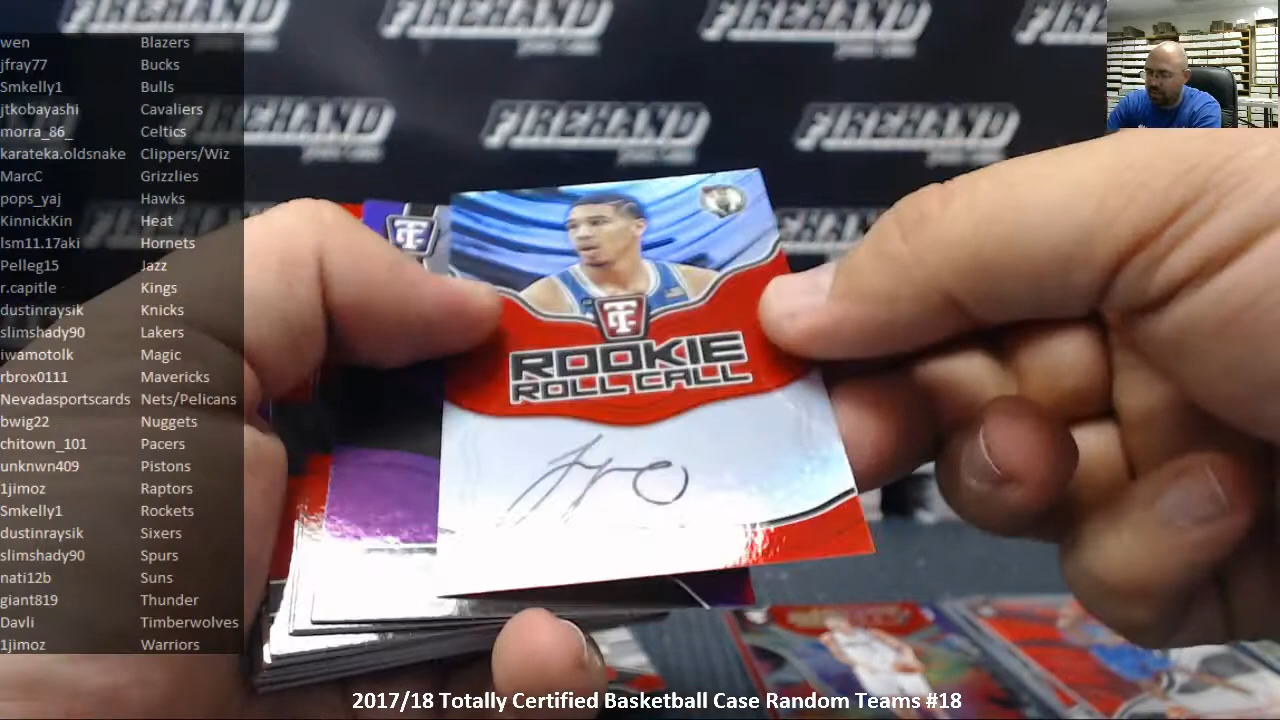 FIREHAND
FIREHAND
FIREHAND
FIREHAND
FIREHAND
FIREHAND
wen Blazers
jfray77 Bucks
Smkelly1 Bulls
jtkobayashi Cavaliers
morra_86_ Celtics
karateka.oldsnake Clippers/Wiz
MarcC Grizzlies
pops_yaj Hawks
KinnickKin Heat
lsm11.17aki Hornets
Pelleg15 Jazz
r.capitle Kings
dustinraysik Knicks
slimshady90 Lakers
iwamotolk Magic
rbrox0111 Mavericks
Nevadasportscards Nets/Pelicans
bwig22 Nuggets
chitown_101 Pacers
unknwn409 Pistons
1jimoz Raptors
Smkelly1 Rockets
dustinraysik Sixers
slimshady90 Spurs
nati12b Suns
giant819 Thunder
Davli Timberwolves
1jimoz Warriors
ROOKIE
ROLL CALL
2017/18 Totally Certified Basketball Case Random Teams #18